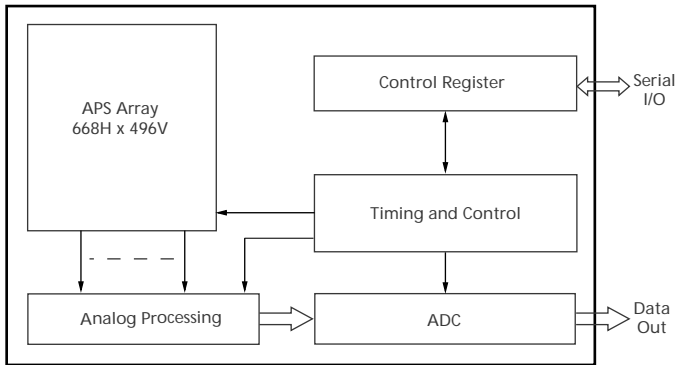 APS Array
668H x 496V
Control Register
Serial
I/O
Timing and Control
Analog Processing
ADC
Data
Out